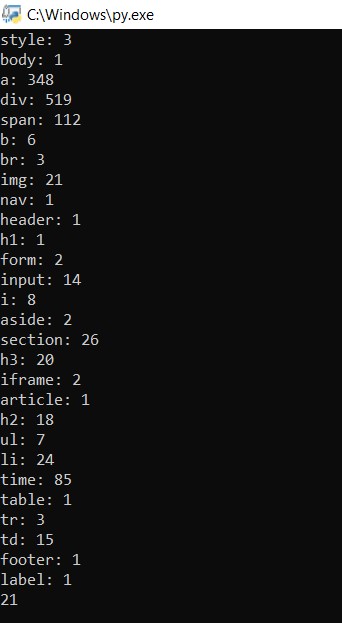 C:\Windows\py.exe
style: 3
body: 1
a: 348
div: 519
span: 112
b: 6
br: 3
img: 21
nav: 1
header: 1
h1: 1
form: 2
input: 14
i: 8
aside: 2
section: 26
h3: 20
iframe: 2
article: 1
h2: 18
ul: 7
li: 24
time: 85
table: 1
tr: 3
td: 15
footer: 1
label: 1
21